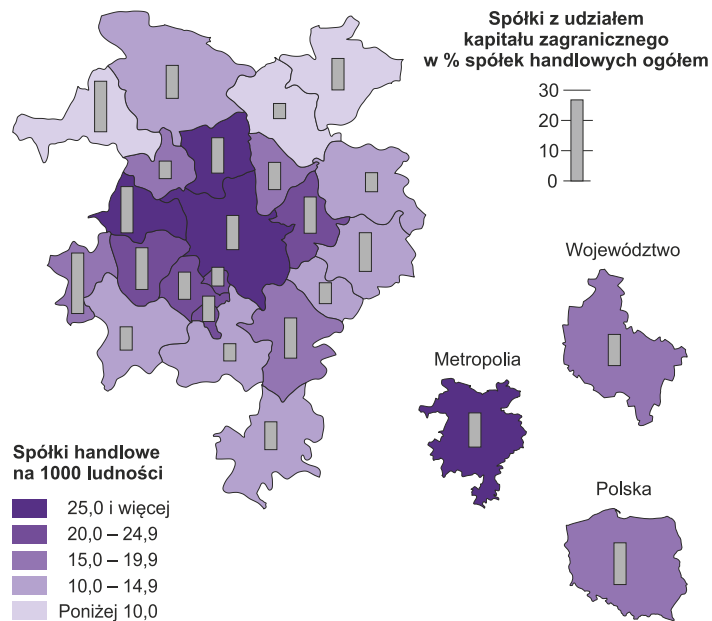 Spółki z udziałem
kapitału zagranicznego
w % spółek handlowych ogółem
30
20
10
0
Województwo
Metropolia
Polska
Spółki handlowe
na 1000 ludności
25,0 i więcej
20,0 – 24,9
15,0 – 19,9
10,0 – 14,9
Poniżej 10,0